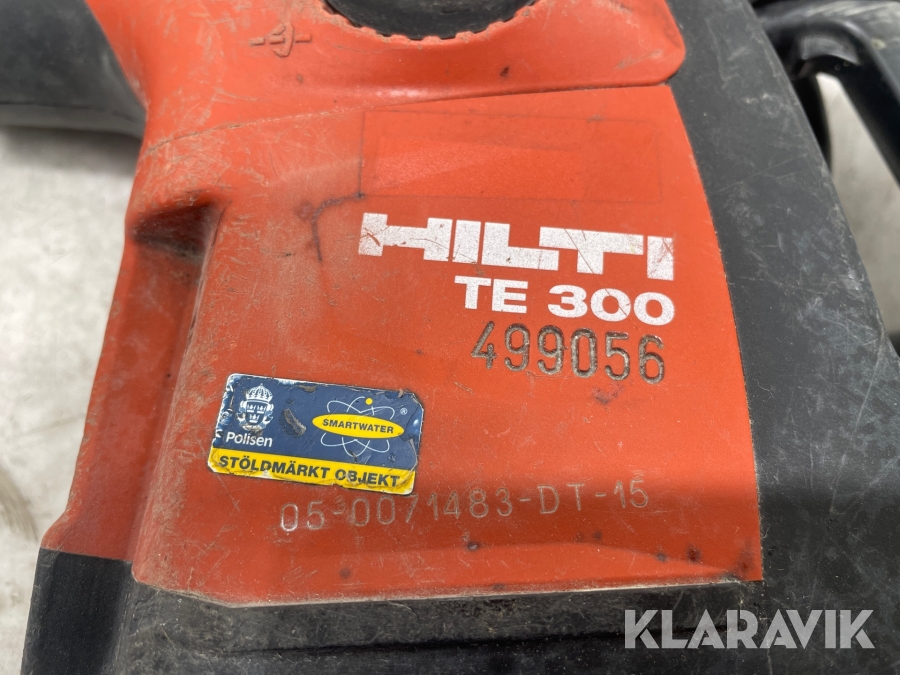 HILTI
TE 300
499056
Polisen
SMARTWATER
®
STÖLDMÄRKT OBJEKT
05-0071483-DT-15
KLARAVIK